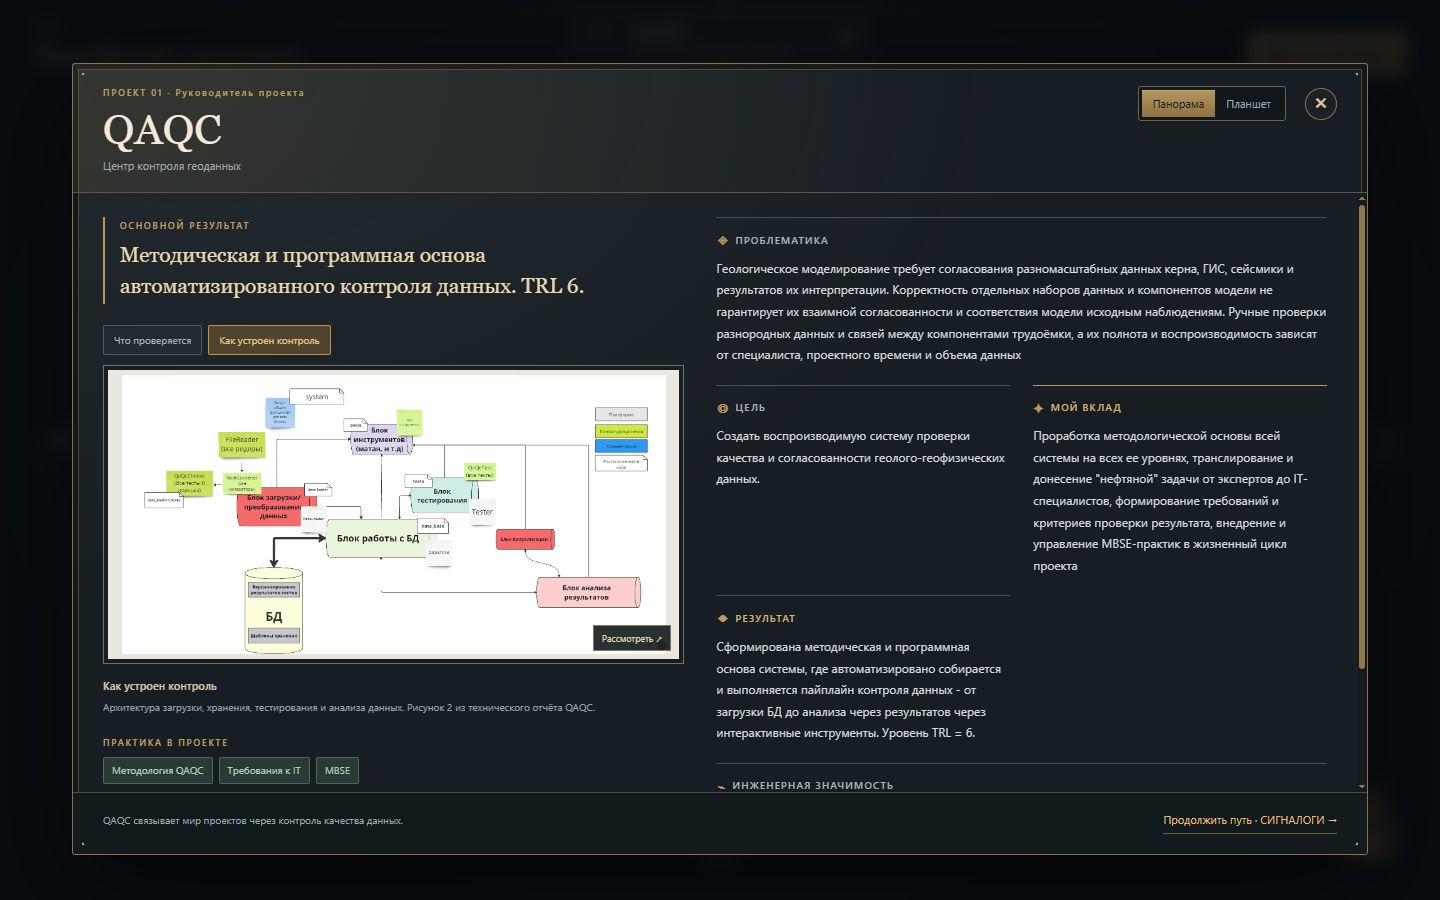 ПРОЕКТ 01 · Руководитель проекта
QAQC
Центр контроля геоданных
Панорама
Планшет
ОСНОВНОЙ РЕЗУЛЬТАТ
Методическая и программная основа
автоматизированного контроля данных. TRL 6.
Что проверяется
Как устроен контроль
system
FileReader
(все ридеры)
Блок
инструментов
(матан, и т.д)
Блок загрузки/
преобразования
данных
Блок
тестирования
Tester
Блок работы с БД
Блок визуализации
Блок анализа
результатов
БД
Рассмотреть ↗
Как устроен контроль
Архитектура загрузки, хранения, тестирования и анализа данных. Рисунок 2 из технического отчёта QAQC.
ПРАКТИКА В ПРОЕКТЕ
Методология QAQC
Требования к IT
MBSE
ПРОБЛЕМАТИКА
Геологическое моделирование требует согласования разномасштабных данных керна, ГИС, сейсмики и
результатов их интерпретации. Корректность отдельных наборов данных и компонентов модели не
гарантирует их взаимной согласованности и соответствия модели исходным наблюдениям. Ручные проверки
разнородных данных и связей между компонентами трудоёмки, а их полнота и воспроизводимость зависят
от специалиста, проектного времени и объема данных
ЦЕЛЬ
Создать воспроизводимую систему проверки
качества и согласованности геолого-геофизических
данных.
МОЙ ВКЛАД
Проработка методологической основы всей
системы на всех ее уровнях, транслирование и
донесение "нефтяной" задачи от экспертов до IT-
специалистов, формирование требований и
критериев проверки результата, внедрение и
управление MBSE-практик в жизненный цикл
проекта
РЕЗУЛЬТАТ
Сформирована методическая и программная
основа системы, где автоматизировано собирается
и выполняется пайплайн контроля данных - от
загрузки БД до анализа через результатов через
интерактивные инструменты. Уровень TRL = 6.
ИНЖЕНЕРНАЯ ЗНАЧИМОСТЬ
QAQC связывает мир проектов через контроль качества данных.
Продолжить путь · СИГНАЛОГИ →